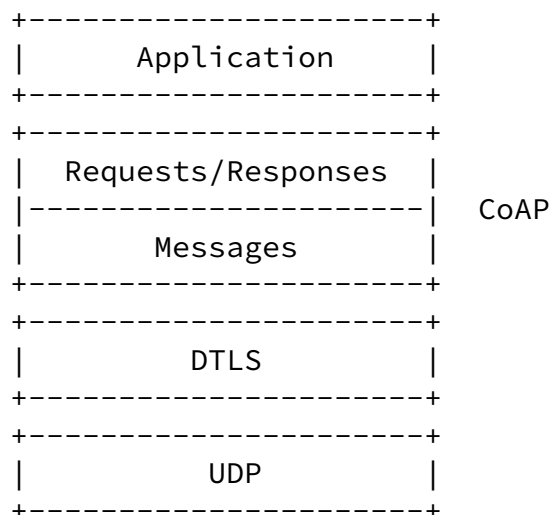 +----------------------+
|      Application     |
+----------------------+
+----------------------+
|  Requests/Responses  |
|----------------------|  CoAP
|       Messages       |
+----------------------+
+----------------------+
|         DTLS         |
+----------------------+
+----------------------+
|          UDP         |
+----------------------+